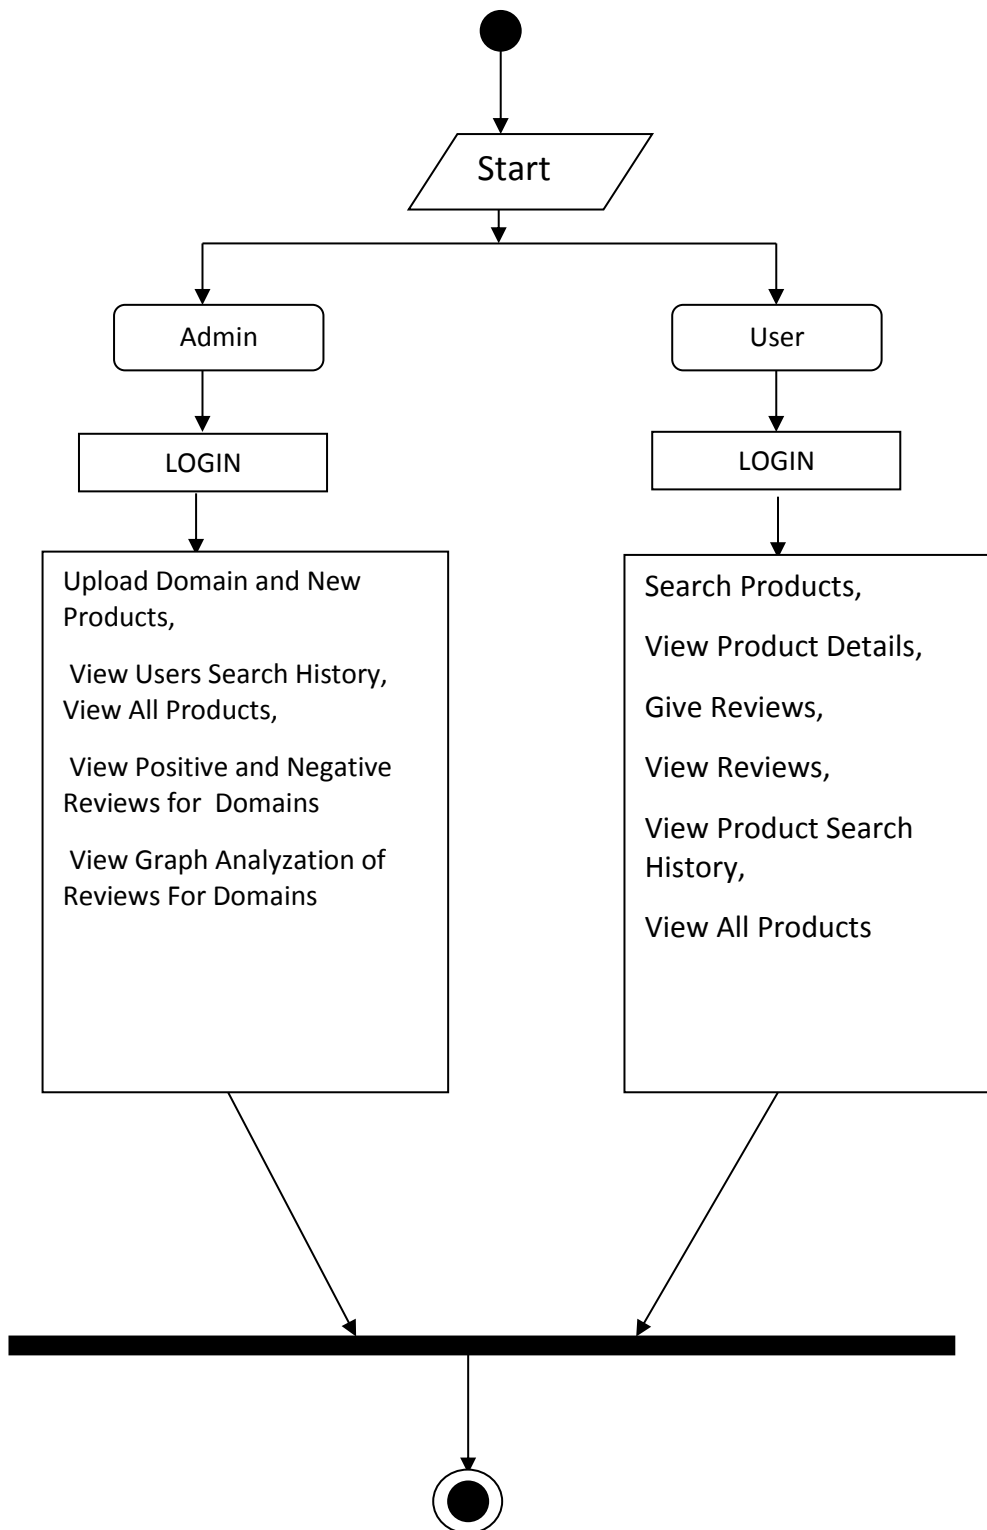 Start
Admin
User
LOGIN
LOGIN
Upload Domain and New
Products,
View Users Search History,
View All Products,
View Positive and Negative
Reviews for  Domains
View Graph Analyzation of
Reviews For Domains
Search Products,
View Product Details,
Give Reviews,
View Reviews,
View Product Search
History,
View All Products